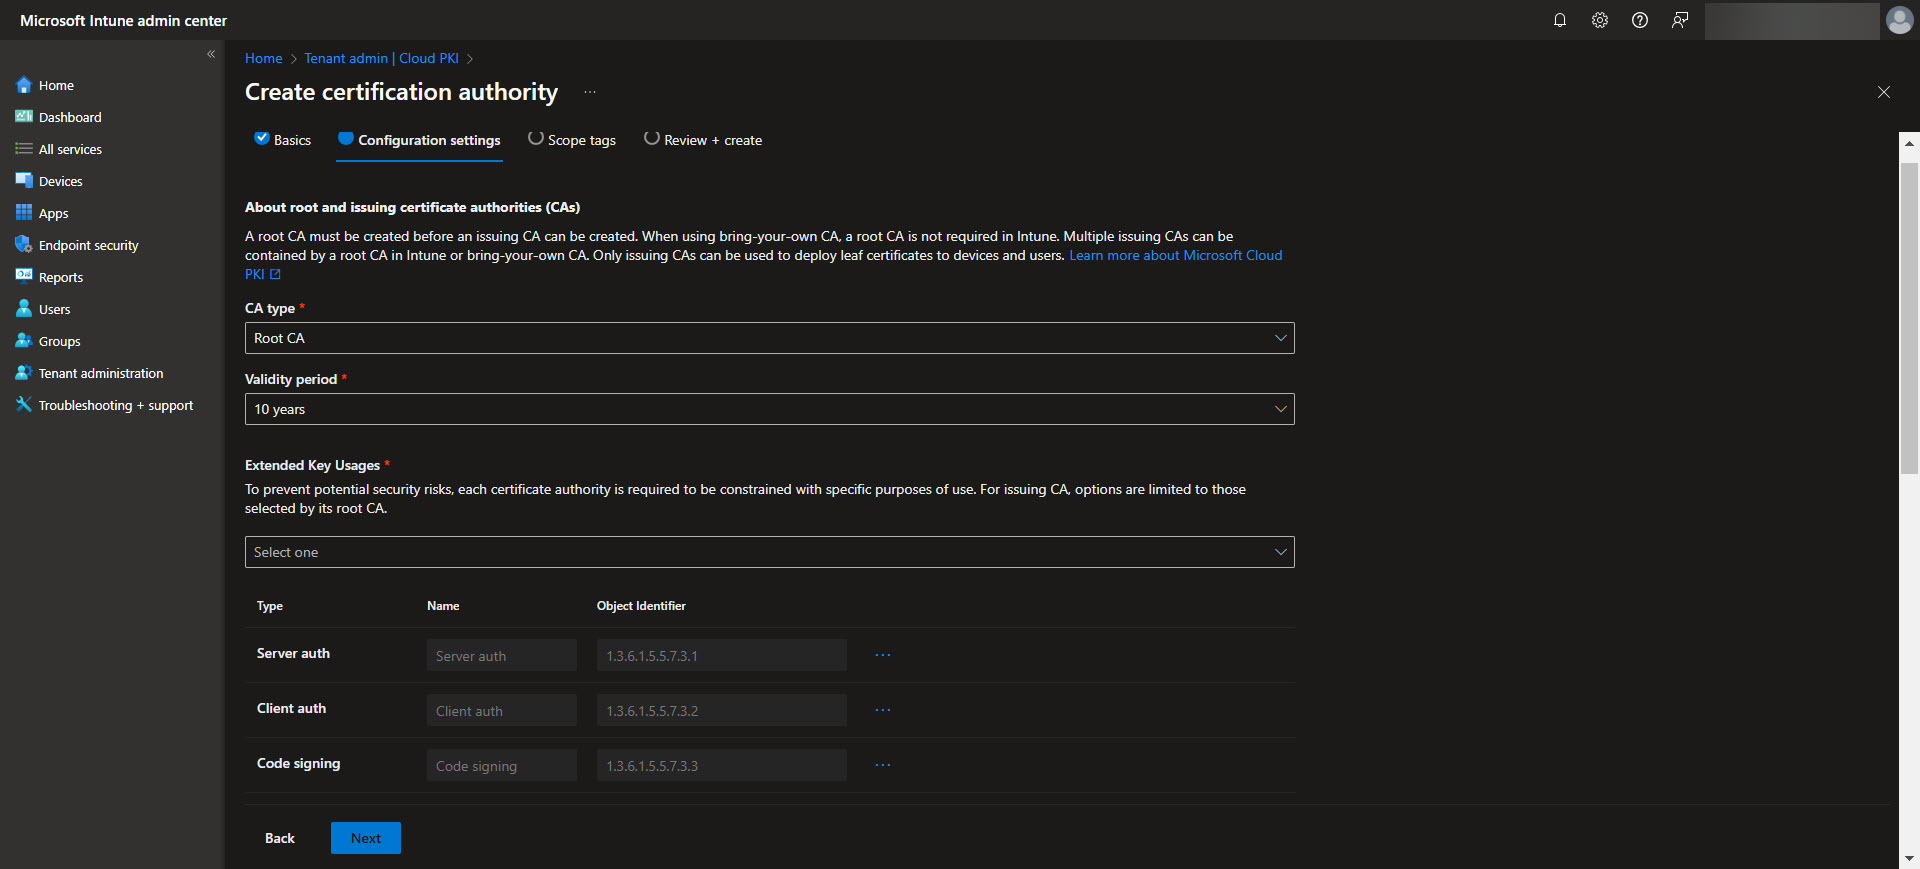 Microsoft Intune admin center
Home
Dashboard
All services
Devices
Apps
Endpoint security
Reports
Users
Groups
Tenant administration
Troubleshooting + support
Home > Tenant admin | Cloud PKI >
Create certification authority ...
Basics
Configuration settings
Scope tags
Review + create
About root and issuing certificate authorities (CAs)
A root CA must be created before an issuing CA can be created. When using bring-your-own CA, a root CA is not required in Intune. Multiple issuing CAs can be
contained by a root CA in Intune or bring-your-own CA. Only issuing CAs can be used to deploy leaf certificates to devices and users. Learn more about Microsoft Cloud
PKI
CA type *
Root CA
Validity period *
10 years
Extended Key Usages *
To prevent potential security risks, each certificate authority is required to be constrained with specific purposes of use. For issuing CA, options are limited to those
selected by its root CA.
Select one
Type Name Object Identifier
Server auth Server auth 1.3.6.1.5.5.7.3.1 ...
Client auth Client auth 1.3.6.1.5.5.7.3.2 ...
Code signing Code signing 1.3.6.1.5.5.7.3.3 ...
Back Next